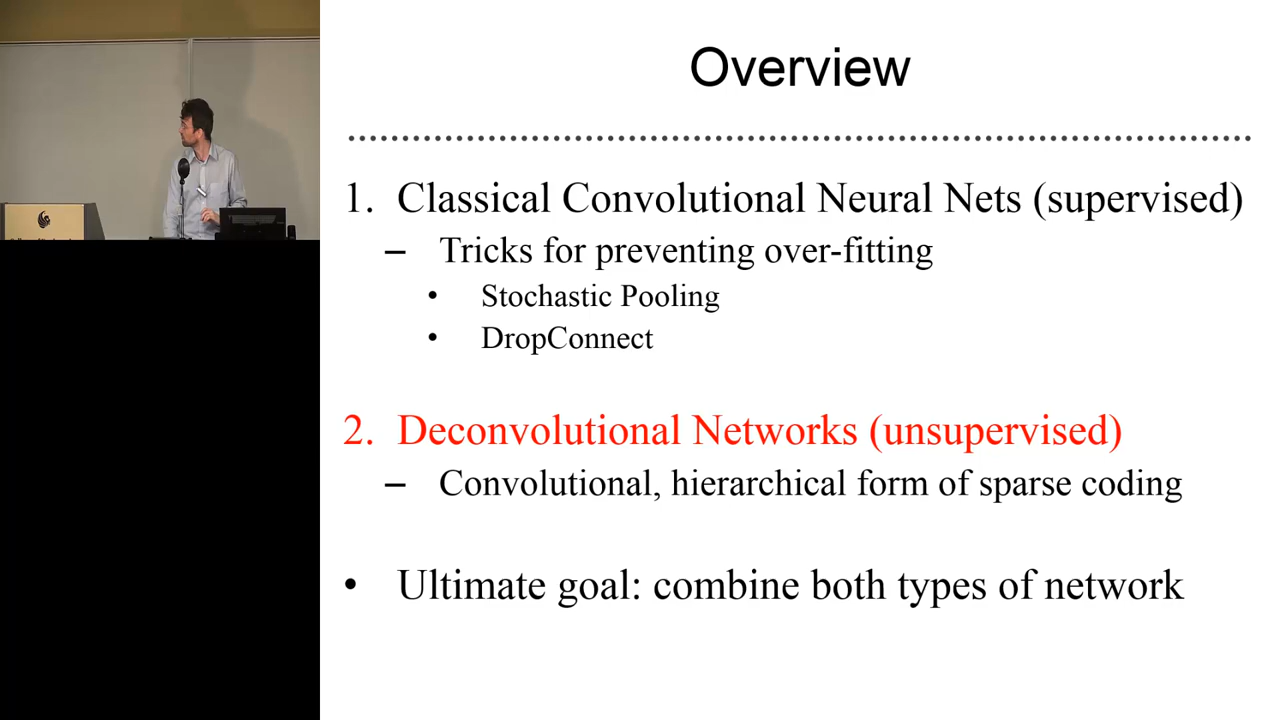 Overview
1. Classical Convolutional Neural Nets (supervised)
– Tricks for preventing over-fitting
• Stochastic Pooling
• DropConnect
2. Deconvolutional Networks (unsupervised)
– Convolutional, hierarchical form of sparse coding
• Ultimate goal: combine both types of network